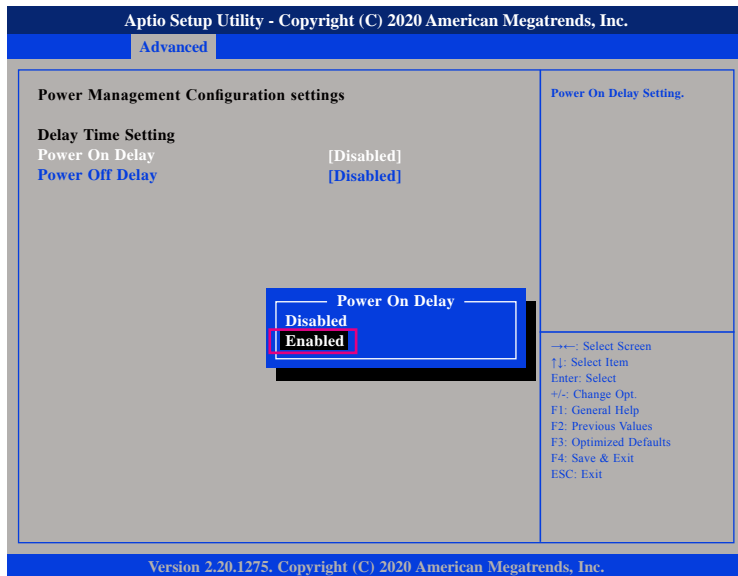 Aptio Setup Utility - Copyright (C) 2020 American Megatrends, Inc.
Advanced
Power Management Configuration settings
Delay Time Setting
Power On Delay [Disabled]
Power Off Delay [Disabled]
Power On Delay
Disabled
Enabled
Power On Delay Setting.
→←: Select Screen
↑↓: Select Item
Enter: Select
+/-: Change Opt.
F1: General Help
F2: Previous Values
F3: Optimized Defaults
F4: Save & Exit
ESC: Exit
Version 2.20.1275. Copyright (C) 2020 American Megatrends, Inc.